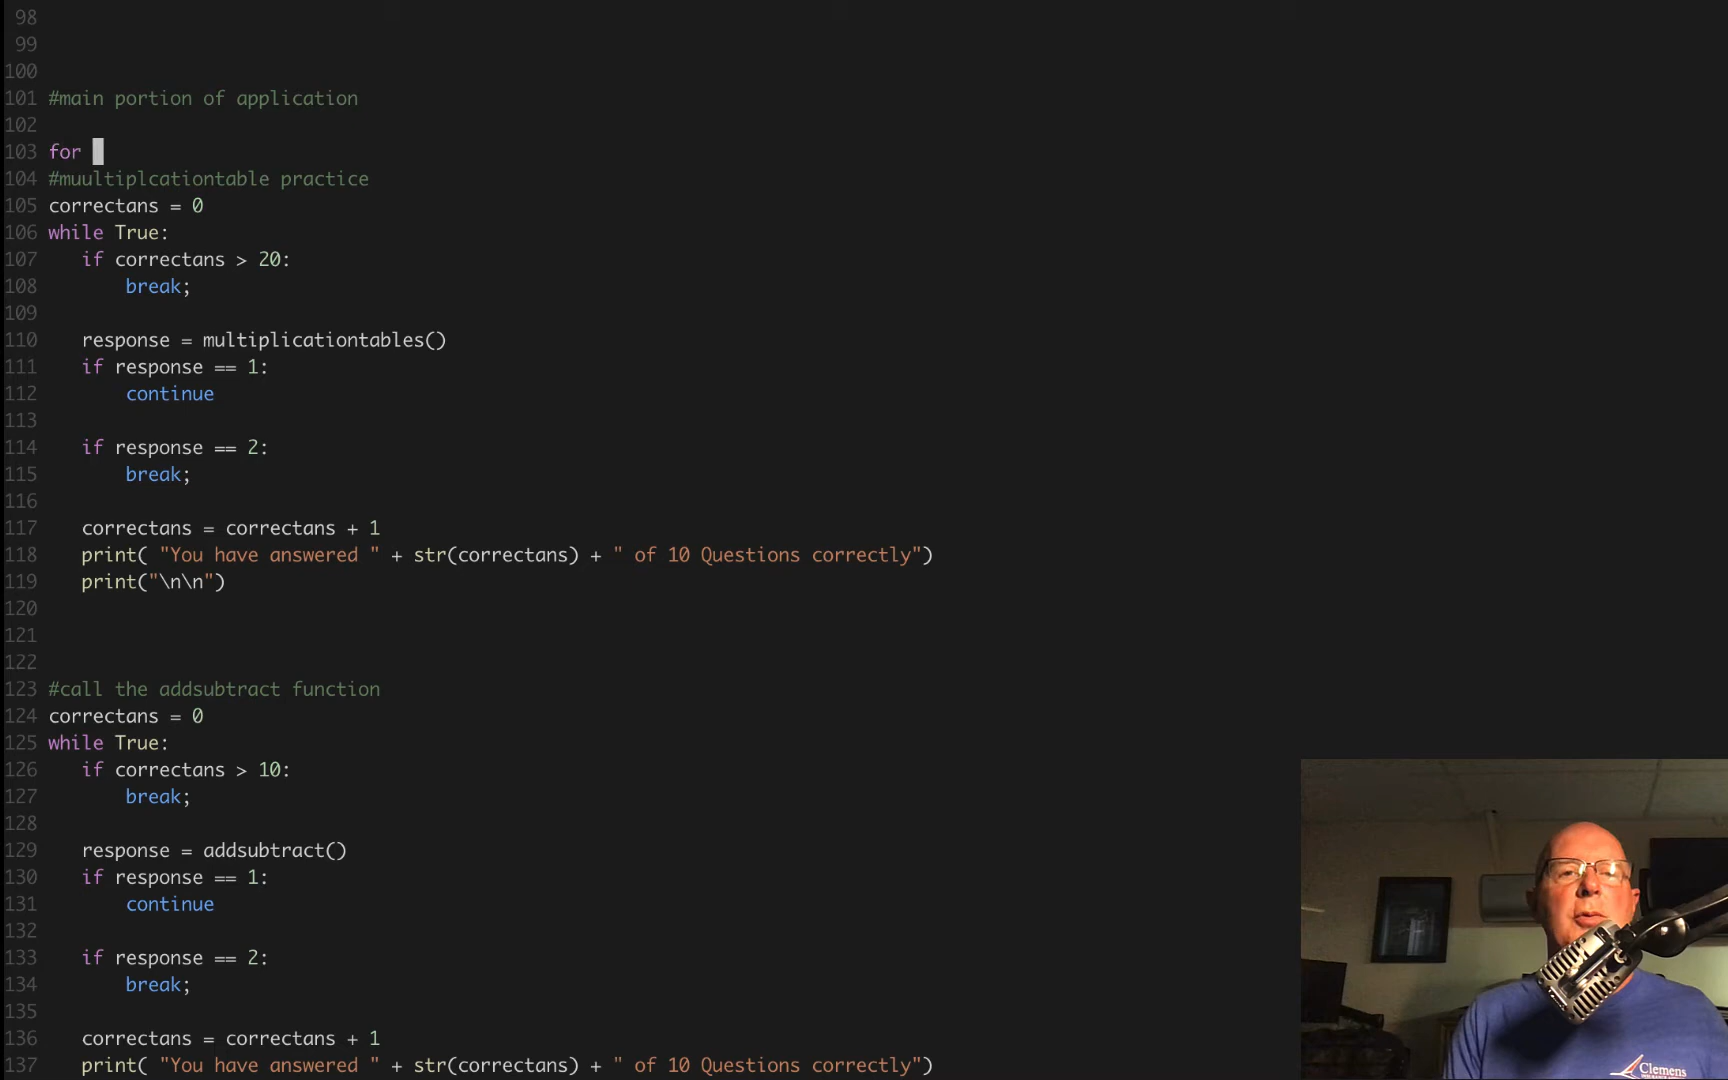 98
99
100
101 #main portion of application
102
103 for
104 #muultiplcationtable practice
105 correctans = 0
106 while True:
107 if correctans > 20:
108 break;
109
110 response = multiplicationtables()
111 if response == 1:
112 continue
113
114 if response == 2:
115 break;
116
117 correctans = correctans + 1
118 print( "You have answered " + str(correctans) + " of 10 Questions correctly")
119 print("\n\n")
120
121
122
123 #call the addsubtract function
124 correctans = 0
125 while True:
126 if correctans > 10:
127 break;
128
129 response = addsubtract()
130 if response == 1:
131 continue
132
133 if response == 2:
134 break;
135
136 correctans = correctans + 1
137 print( "You have answered " + str(correctans) + " of 10 Questions correctly")
Clemens